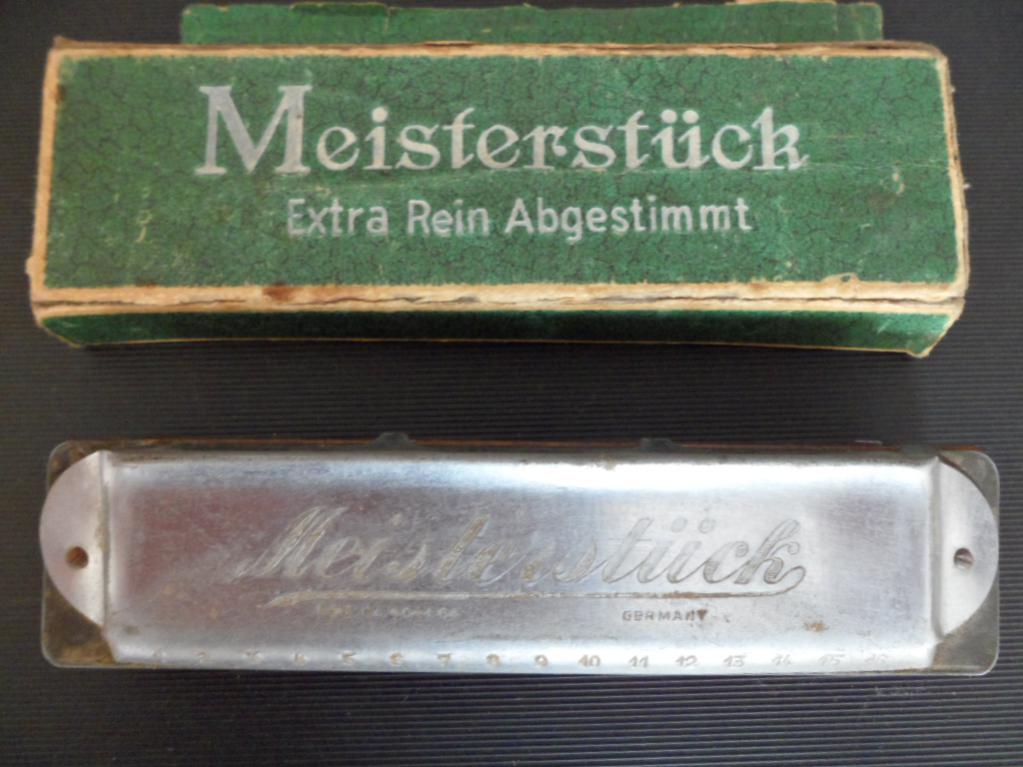 Meisterstück
Extra Rein Abgestimmt
Meisterstück
GERMANY
2 3 4 5 6 7 8 9 10 11 12 13 14 15 16